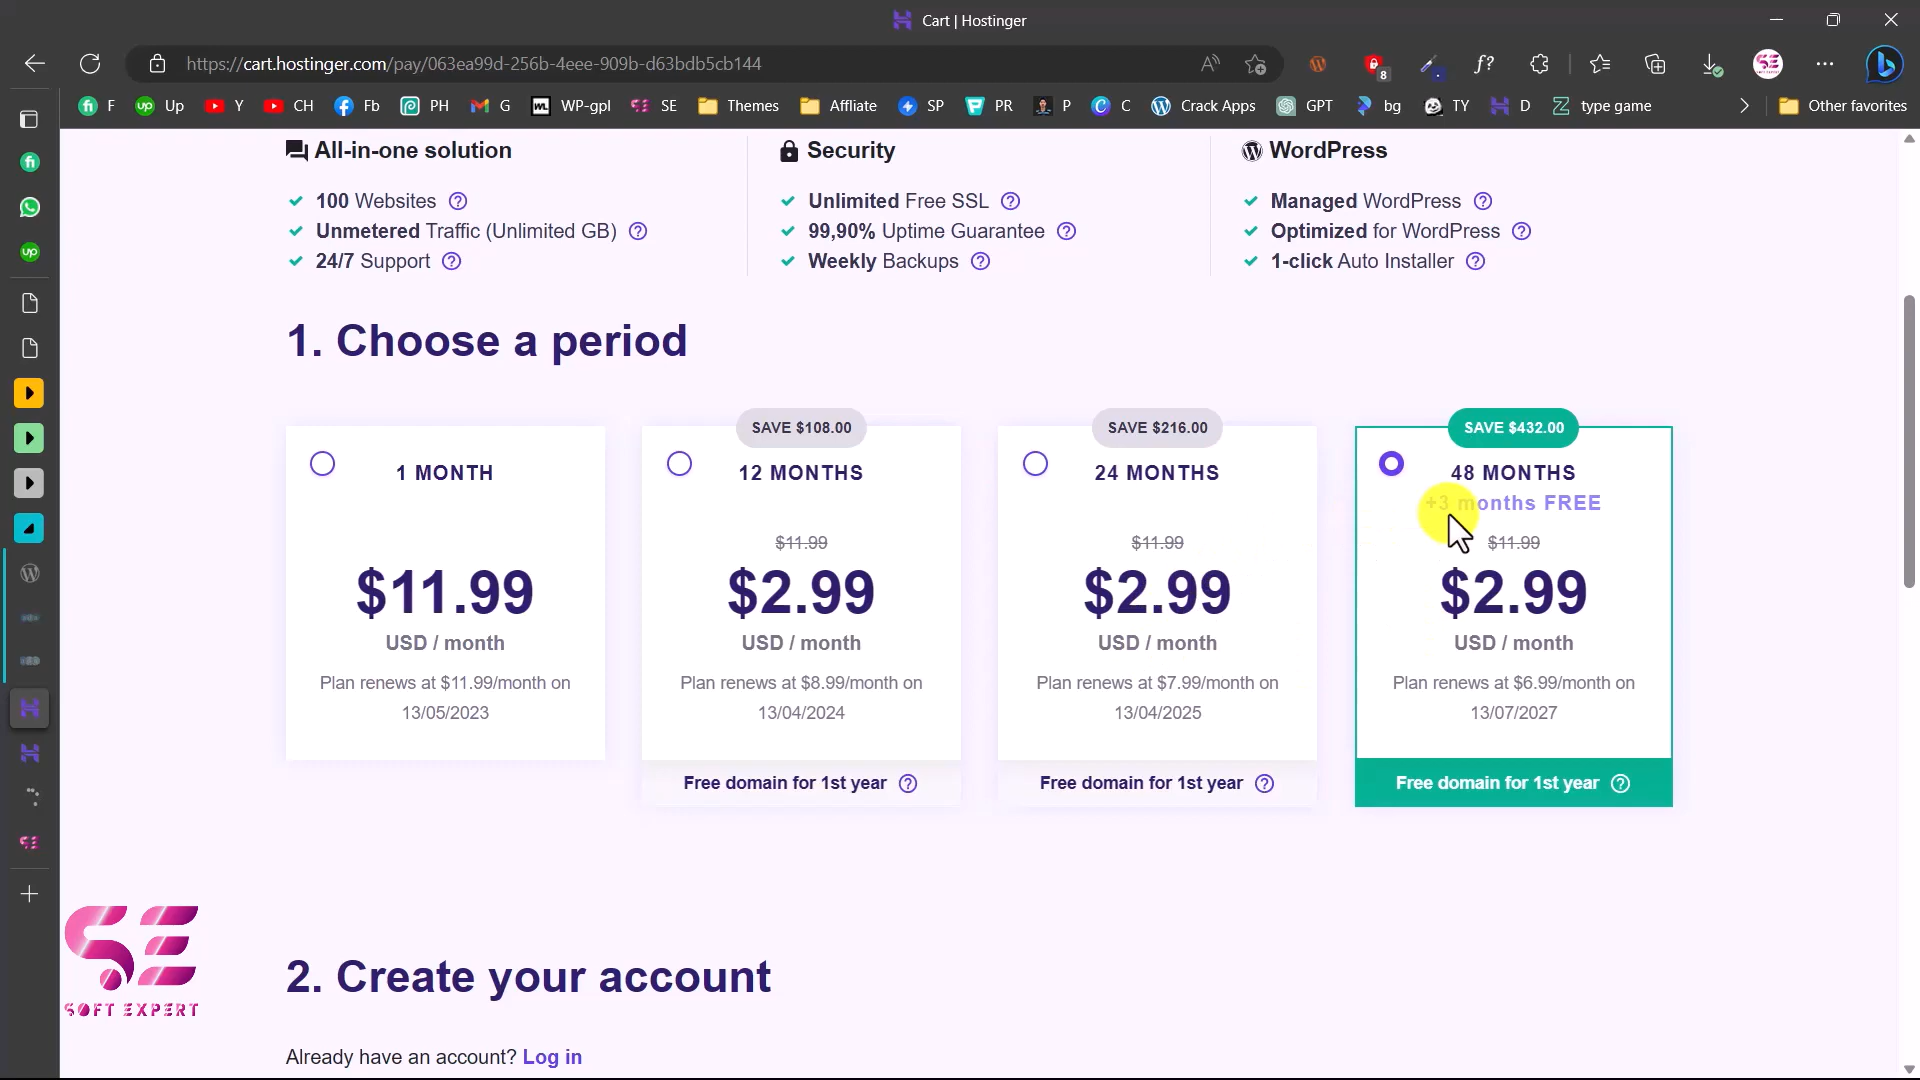 Cart | Hostinger
https://cart.hostinger.com/pay/063ea99d-256b-4eee-909b-d63bdb5cb144
8
F Up Y CH Fb PH G WP-gpl SE Themes Affliate SP PR P C Crack Apps GPT bg TY D type game Other favorites
All-in-one solution
100 Websites
Unmetered Traffic (Unlimited GB)
24/7 Support
Security
Unlimited Free SSL
99,90% Uptime Guarantee
Weekly Backups
WordPress
Managed WordPress
Optimized for WordPress
1-click Auto Installer
1. Choose a period
1 MONTH
$11.99
USD / month
Plan renews at $11.99/month on
13/05/2023
SAVE $108.00
12 MONTHS
$11.99
$2.99
USD / month
Plan renews at $8.99/month on
13/04/2024
Free domain for 1st year
SAVE $216.00
24 MONTHS
$11.99
$2.99
USD / month
Plan renews at $7.99/month on
13/04/2025
Free domain for 1st year
SAVE $432.00
48 MONTHS
+3 months FREE
$11.99
$2.99
USD / month
Plan renews at $6.99/month on
13/07/2027
Free domain for 1st year
SE
SOFT EXPERT
2. Create your account
Already have an account? Log in